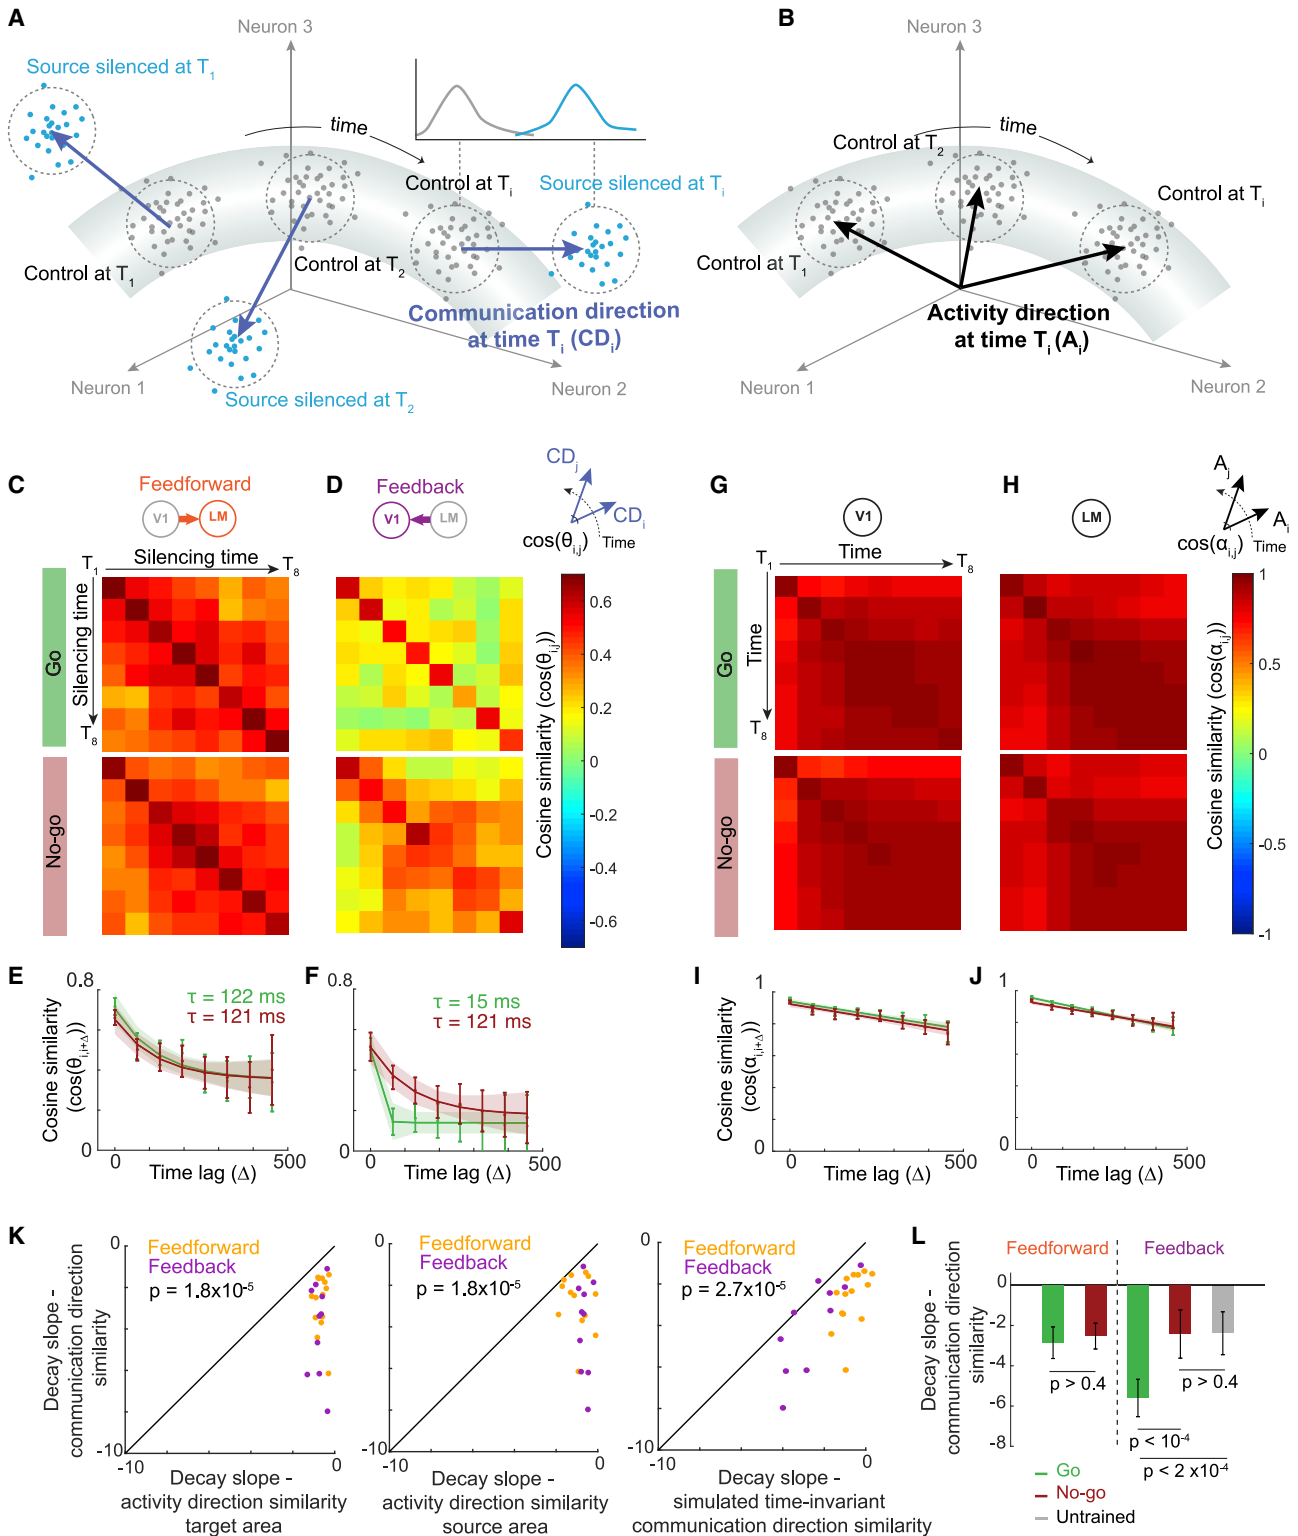 A
Neuron 3
Source silenced at T1
time
Control at Ti
Source silenced at Ti
Control at T1
Control at T2
Communication direction
at time Ti (CDi)
Neuron 1
Neuron 2
Source silenced at T2
B
Neuron 3
time
Control at T2
Control at Ti
Control at T1
Activity direction
at time Ti (Ai)
Neuron 1
Neuron 2
C
Feedforward
V1
LM
T1
Silencing time
T8
Silencing time
T8
Go
No-go
D
Feedback
V1
LM
CDj
CDi
cos(θi,j)
Time
0.6
0.4
0.2
0
-0.2
-0.4
-0.6
Cosine similarity (cos(θi,j))
G
V1
T1
Time
T8
Time
T8
Go
No-go
H
LM
Aj
Ai
cos(αi,j)
Time
1
0.5
0
-0.5
-1
Cosine similarity (cos(αi,j))
E
0.8
τ = 122 ms
τ = 121 ms
Cosine similarity
(cos(θi,i+Δ))
0
0
500
Time lag (Δ)
F
0.8
τ = 15 ms
τ = 121 ms
0
0
500
Time lag (Δ)
I
1
Cosine similarity
(cos(αi,i+Δ))
0
0
500
Time lag (Δ)
J
1
0
0
500
Time lag (Δ)
K
0
Feedforward
Feedback
p = 1.8x10-5
Decay slope -
communication direction
similarity
-10
-10
0
Decay slope -
activity direction similarity
target area
0
Feedforward
Feedback
p = 1.8x10-5
-10
-10
0
Decay slope -
activity direction similarity
source area
0
Feedforward
Feedback
p = 2.7x10-5
-10
-10
0
Decay slope -
simulated time-invariant
communication direction similarity
L
Feedforward
Feedback
Decay slope -
communication direction
similarity
0
-2
-4
-6
-8
p > 0.4
p > 0.4
p < 10-4
p < 2 x10-4
Go
No-go
Untrained